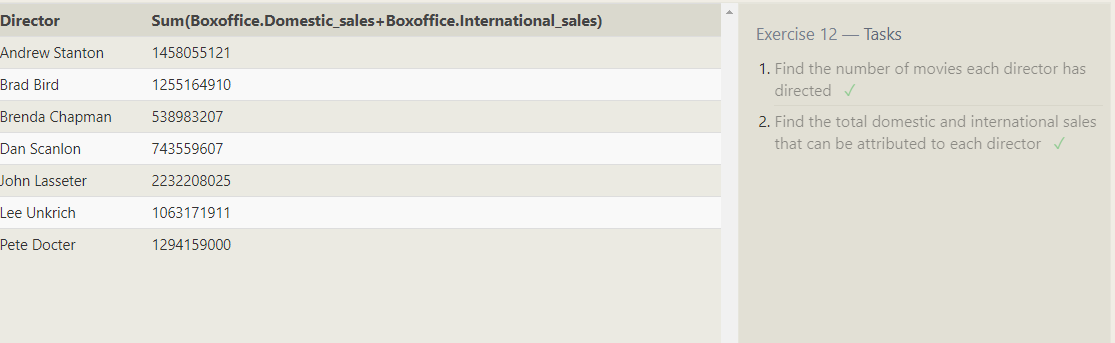 Director Sum(Boxoffice.Domestic_sales+Boxoffice.International_sales)
Andrew Stanton 1458055121
Brad Bird 1255164910
Brenda Chapman 538983207
Dan Scanlon 743559607
John Lasseter 2232208025
Lee Unkrich 1063171911
Pete Docter 1294159000
Exercise 12 — Tasks
1. Find the number of movies each director has
directed ✓
2. Find the total domestic and international sales
that can be attributed to each director ✓